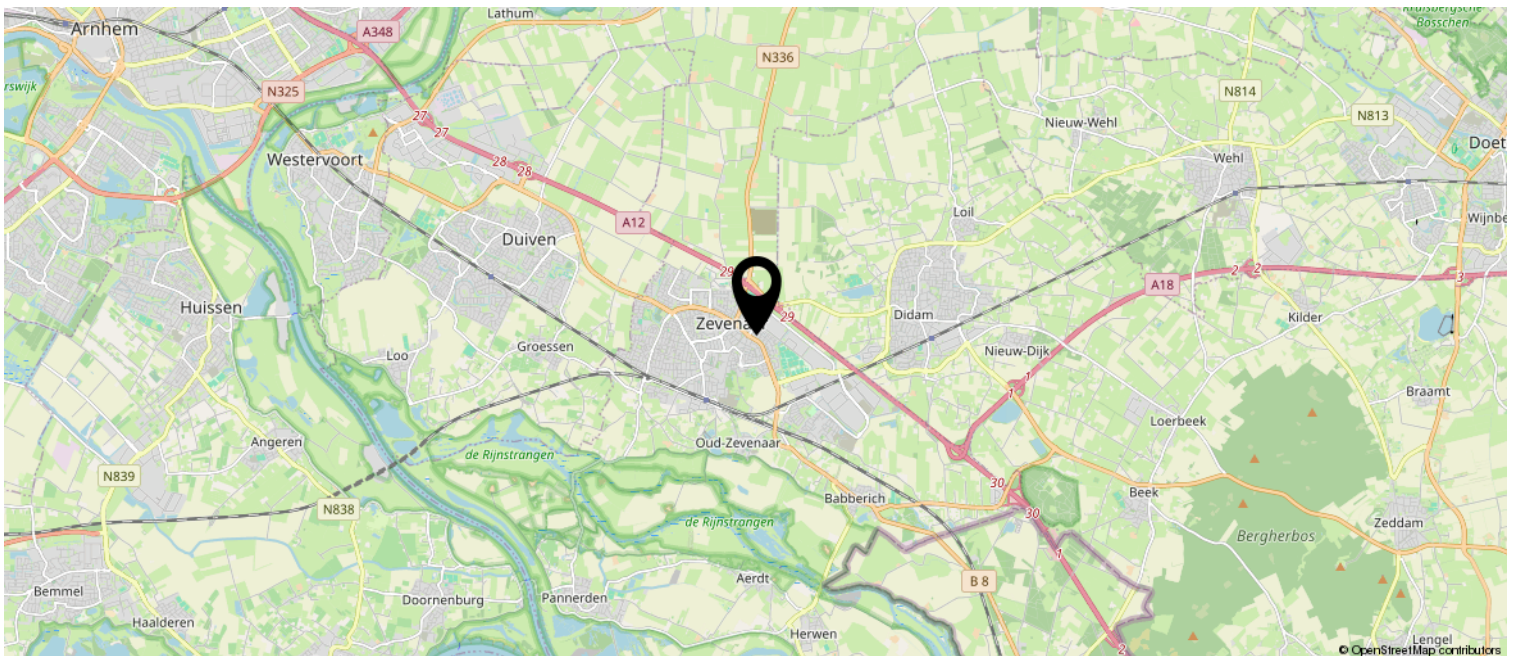 Lathum
Arnhem
A348
N336
N325
rswijk
27
27
28
28
Westervoort
A12
Duiven
Huissen
Loo
Groessen
29
29
Zevena
Didam
Loil
Nieuw-Wehl
N814
N813
Wehl
Doet
Wijnbe
A18
2
2
3
Kilder
Nieuw-Dijk
1
1
Braamt
Loerbeek
Angeren
de Rijnstrangen
Oud-Zevenaar
N839
N838
Babberich
30
30
Beek
Zeddam
Bergherbos
de Rijnstrangen
1
B 8
Aerdt
Bemmel
Doornenburg
Pannerden
Haalderen
Herwen
2
Lengel
Bosschen
© OpenStreetMap contributors